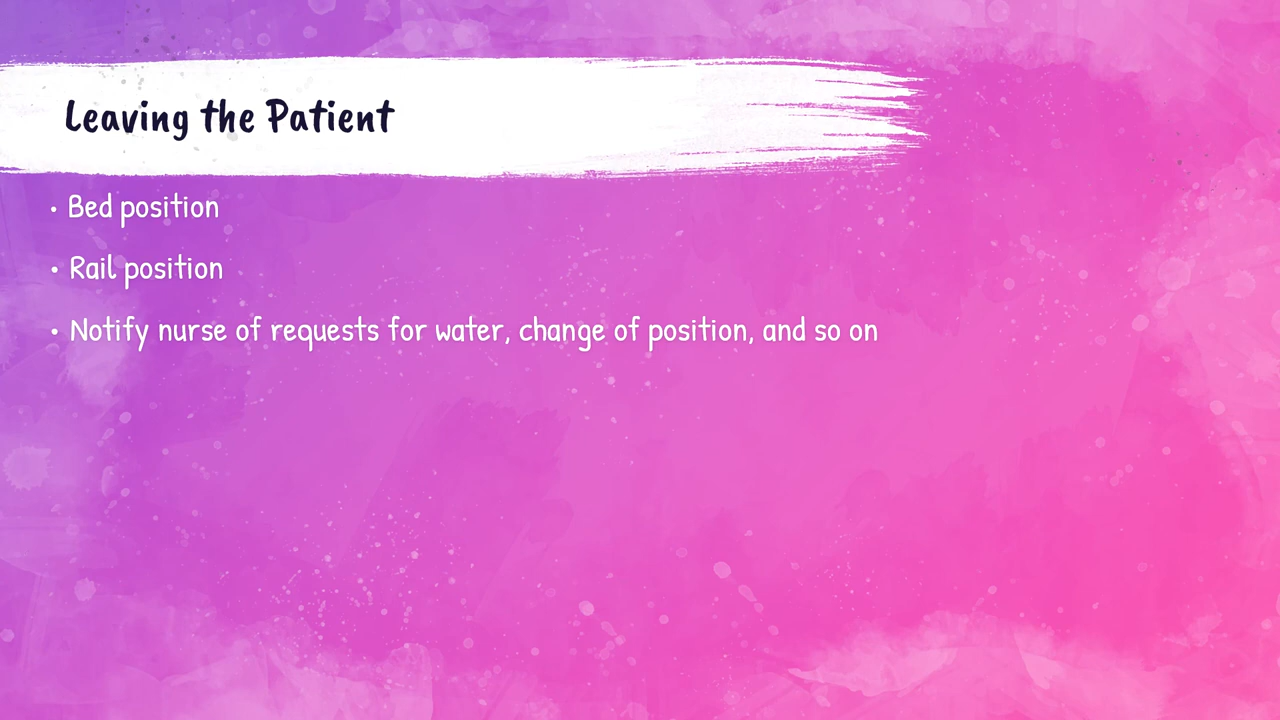 Leaving the Patient
• Bed position
• Rail position
• Notify nurse of requests for water, change of position, and so on